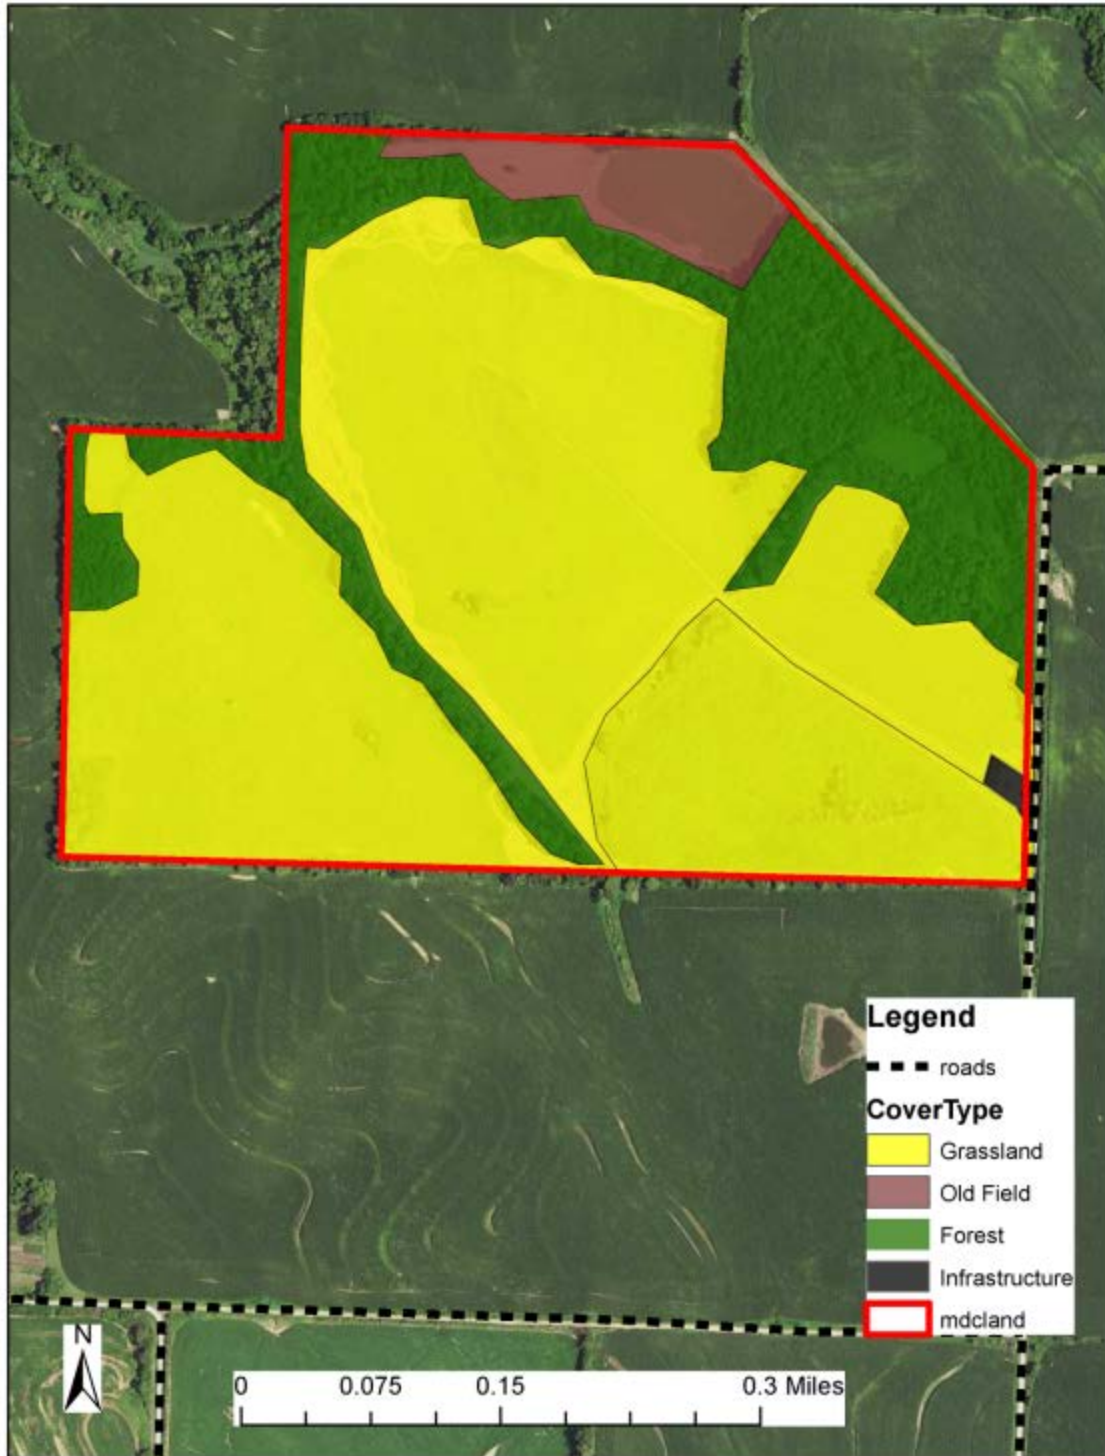 Legend
roads
CoverType
Grassland
Old Field
Forest
Infrastructure
mdcland
N
0 0.075 0.15 0.3 Miles